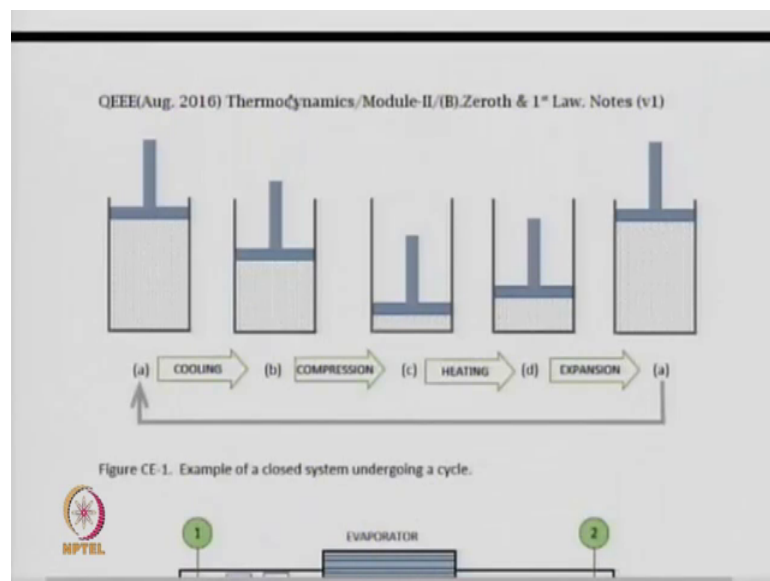 QEEE(Aug. 2016) Thermodynamics/Module-II/(B).Zeroth & 1st Law. Notes (v1)
(a) COOLING (b) COMPRESSION (c) HEATING (d) EXPANSION (a)
Figure CE-1. Example of a closed system undergoing a cycle.
1 EVAPORATOR 2
NPTEL